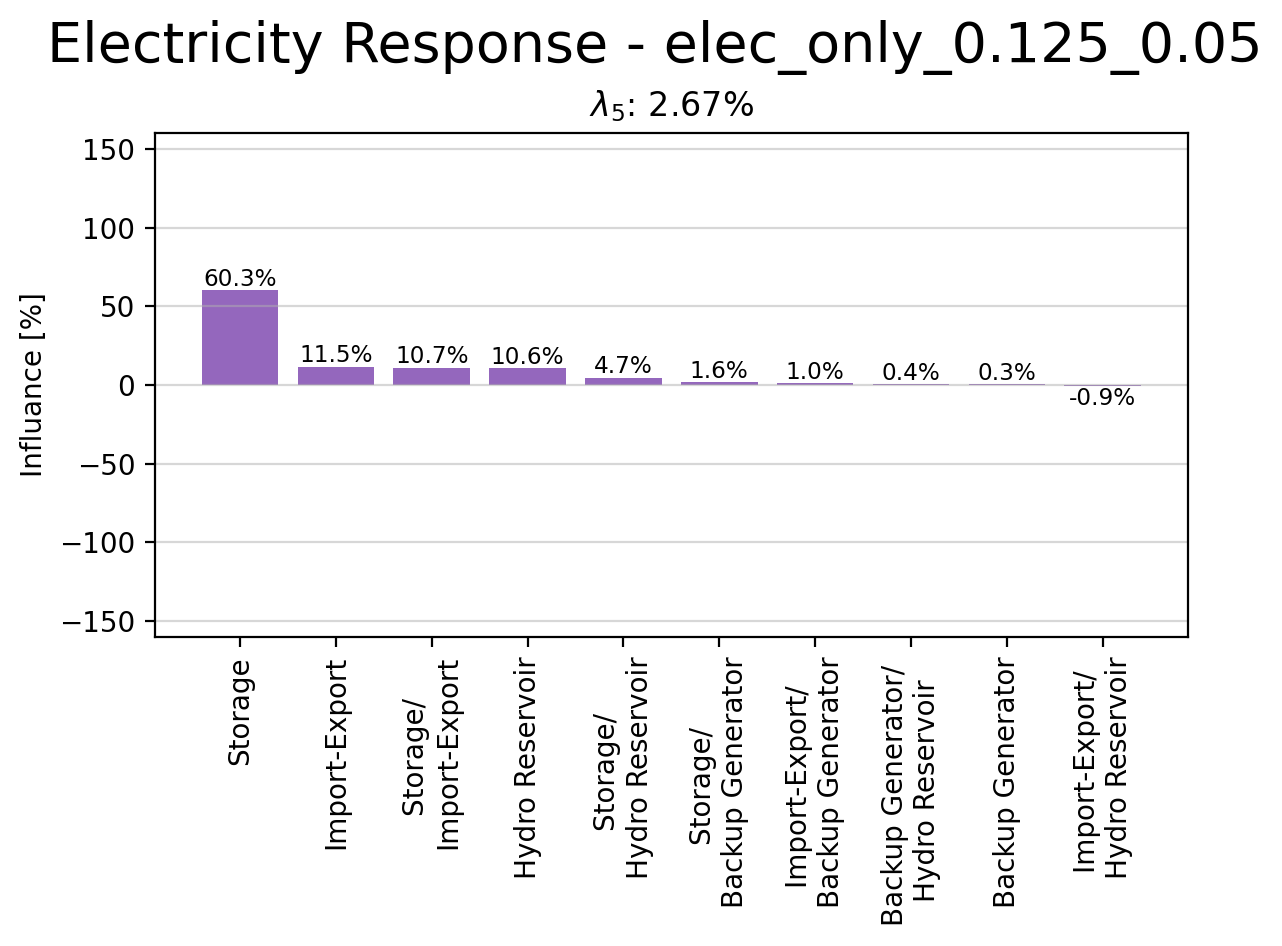 Electricity Response - elec_only_0.125_0.05
λ₅: 2.67%
Influance [%]
150
100
50
0
−50
−100
−150
60.3%
11.5%
10.7%
10.6%
4.7%
1.6%
1.0%
0.4%
0.3%
-0.9%
Storage
Import-Export
Storage/
Import-Export
Hydro Reservoir
Storage/
Hydro Reservoir
Storage/
Backup Generator
Import-Export/
Backup Generator
Backup Generator/
Hydro Reservoir
Backup Generator
Import-Export/
Hydro Reservoir